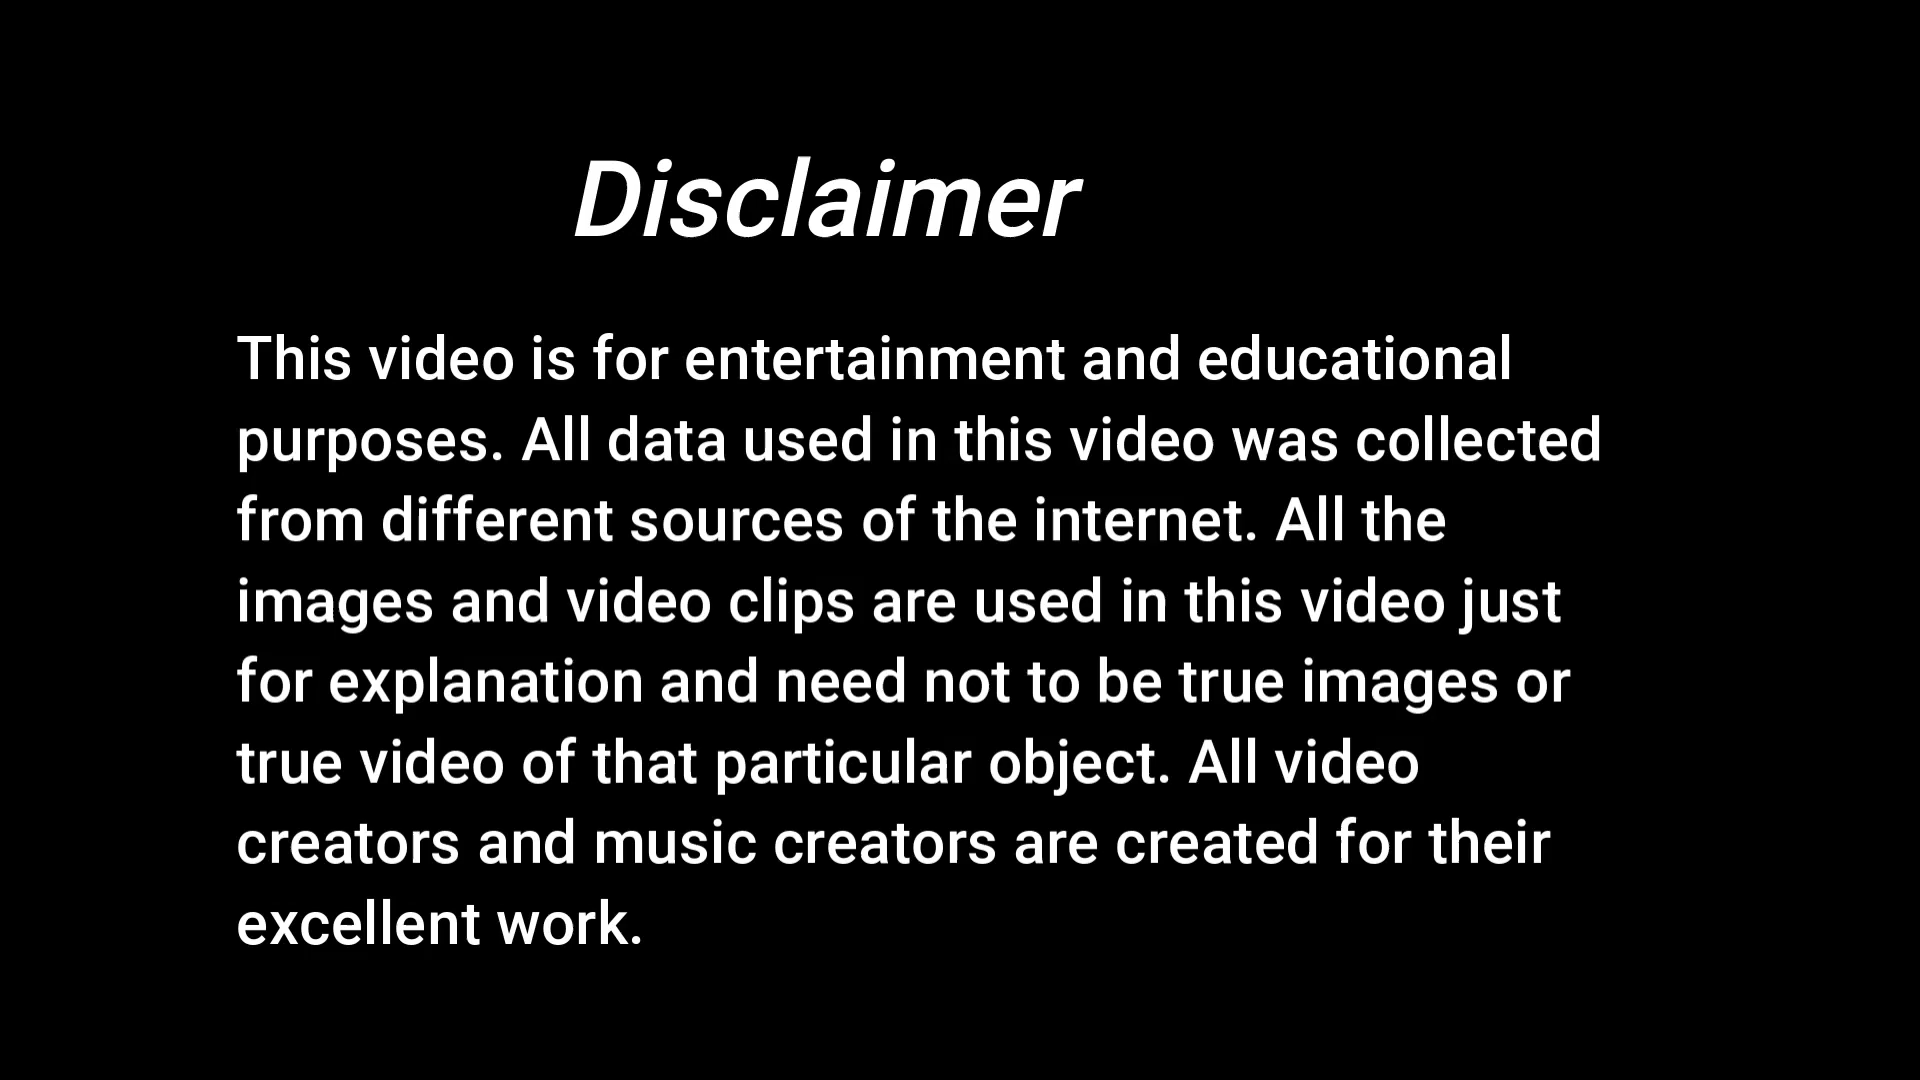 Disclaimer
This video is for entertainment and educational
purposes. All data used in this video was collected
from different sources of the internet. All the
images and video clips are used in this video just
for explanation and need not to be true images or
true video of that particular object. All video
creators and music creators are created for their
excellent work.